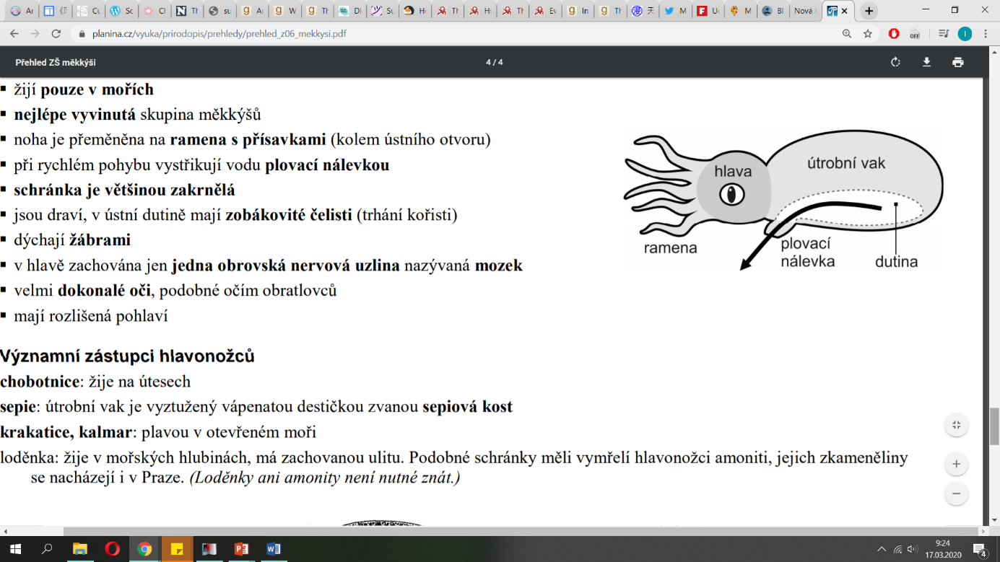 Ar
Cu
Sc
Cl
Th
su
Au
W
Th
DI
Su
H
Th
H
Th
Ev
In
Th
天
M
U
M
Bl
Nová
planina.cz/vyuka/prirodopis/prehledy/prehled_z06_mekkysi.pdf
OFF
I
Přehled ZŠ měkkýši
4 / 4
▪ žijí pouze v mořích
▪ nejlépe vyvinutá skupina měkkýšů
▪ noha je přeměněna na ramena s přísavkami (kolem ústního otvoru)
▪ při rychlém pohybu vystřikují vodu plovací nálevkou
▪ schránka je většinou zakrnělá
▪ jsou draví, v ústní dutině mají zobákovité čelisti (trhání kořisti)
▪ dýchají žábrami
▪ v hlavě zachována jen jedna obrovská nervová uzlina nazývaná mozek
▪ velmi dokonalé oči, podobné očím obratlovců
▪ mají rozlišená pohlaví
hlava
útrobní vak
ramena
plovací
nálevka
dutina
Významní zástupci hlavonožců
chobotnice: žije na útesech
sepie: útrobní vak je vyztužený vápenatou destičkou zvanou sepiová kost
krakatice, kalmar: plavou v otevřeném moři
loděnka: žije v mořských hlubinách, má zachovanou ulitu. Podobné schránky měli vymřelí hlavonožci amoniti, jejich zkameněliny
se nacházejí i v Praze. (Loděnky ani amonity není nutné znát.)
9:24
17.03.2020
4